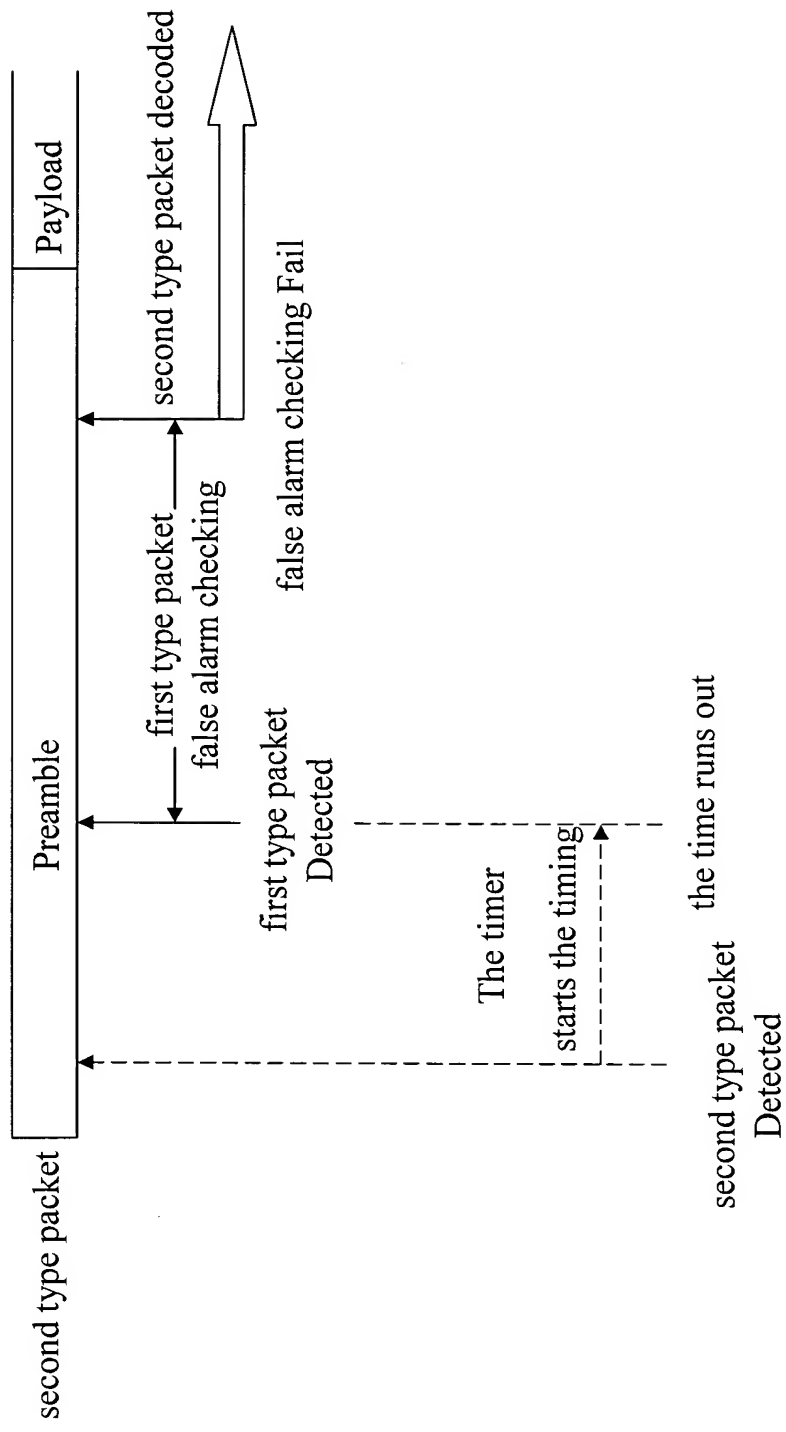 second type packet
Preamble
Payload
first type packet
false alarm checking
second type packet decoded
first type packet
Detected
false alarm checking Fail
The timer
starts the timing
second type packet
Detected
the time runs out